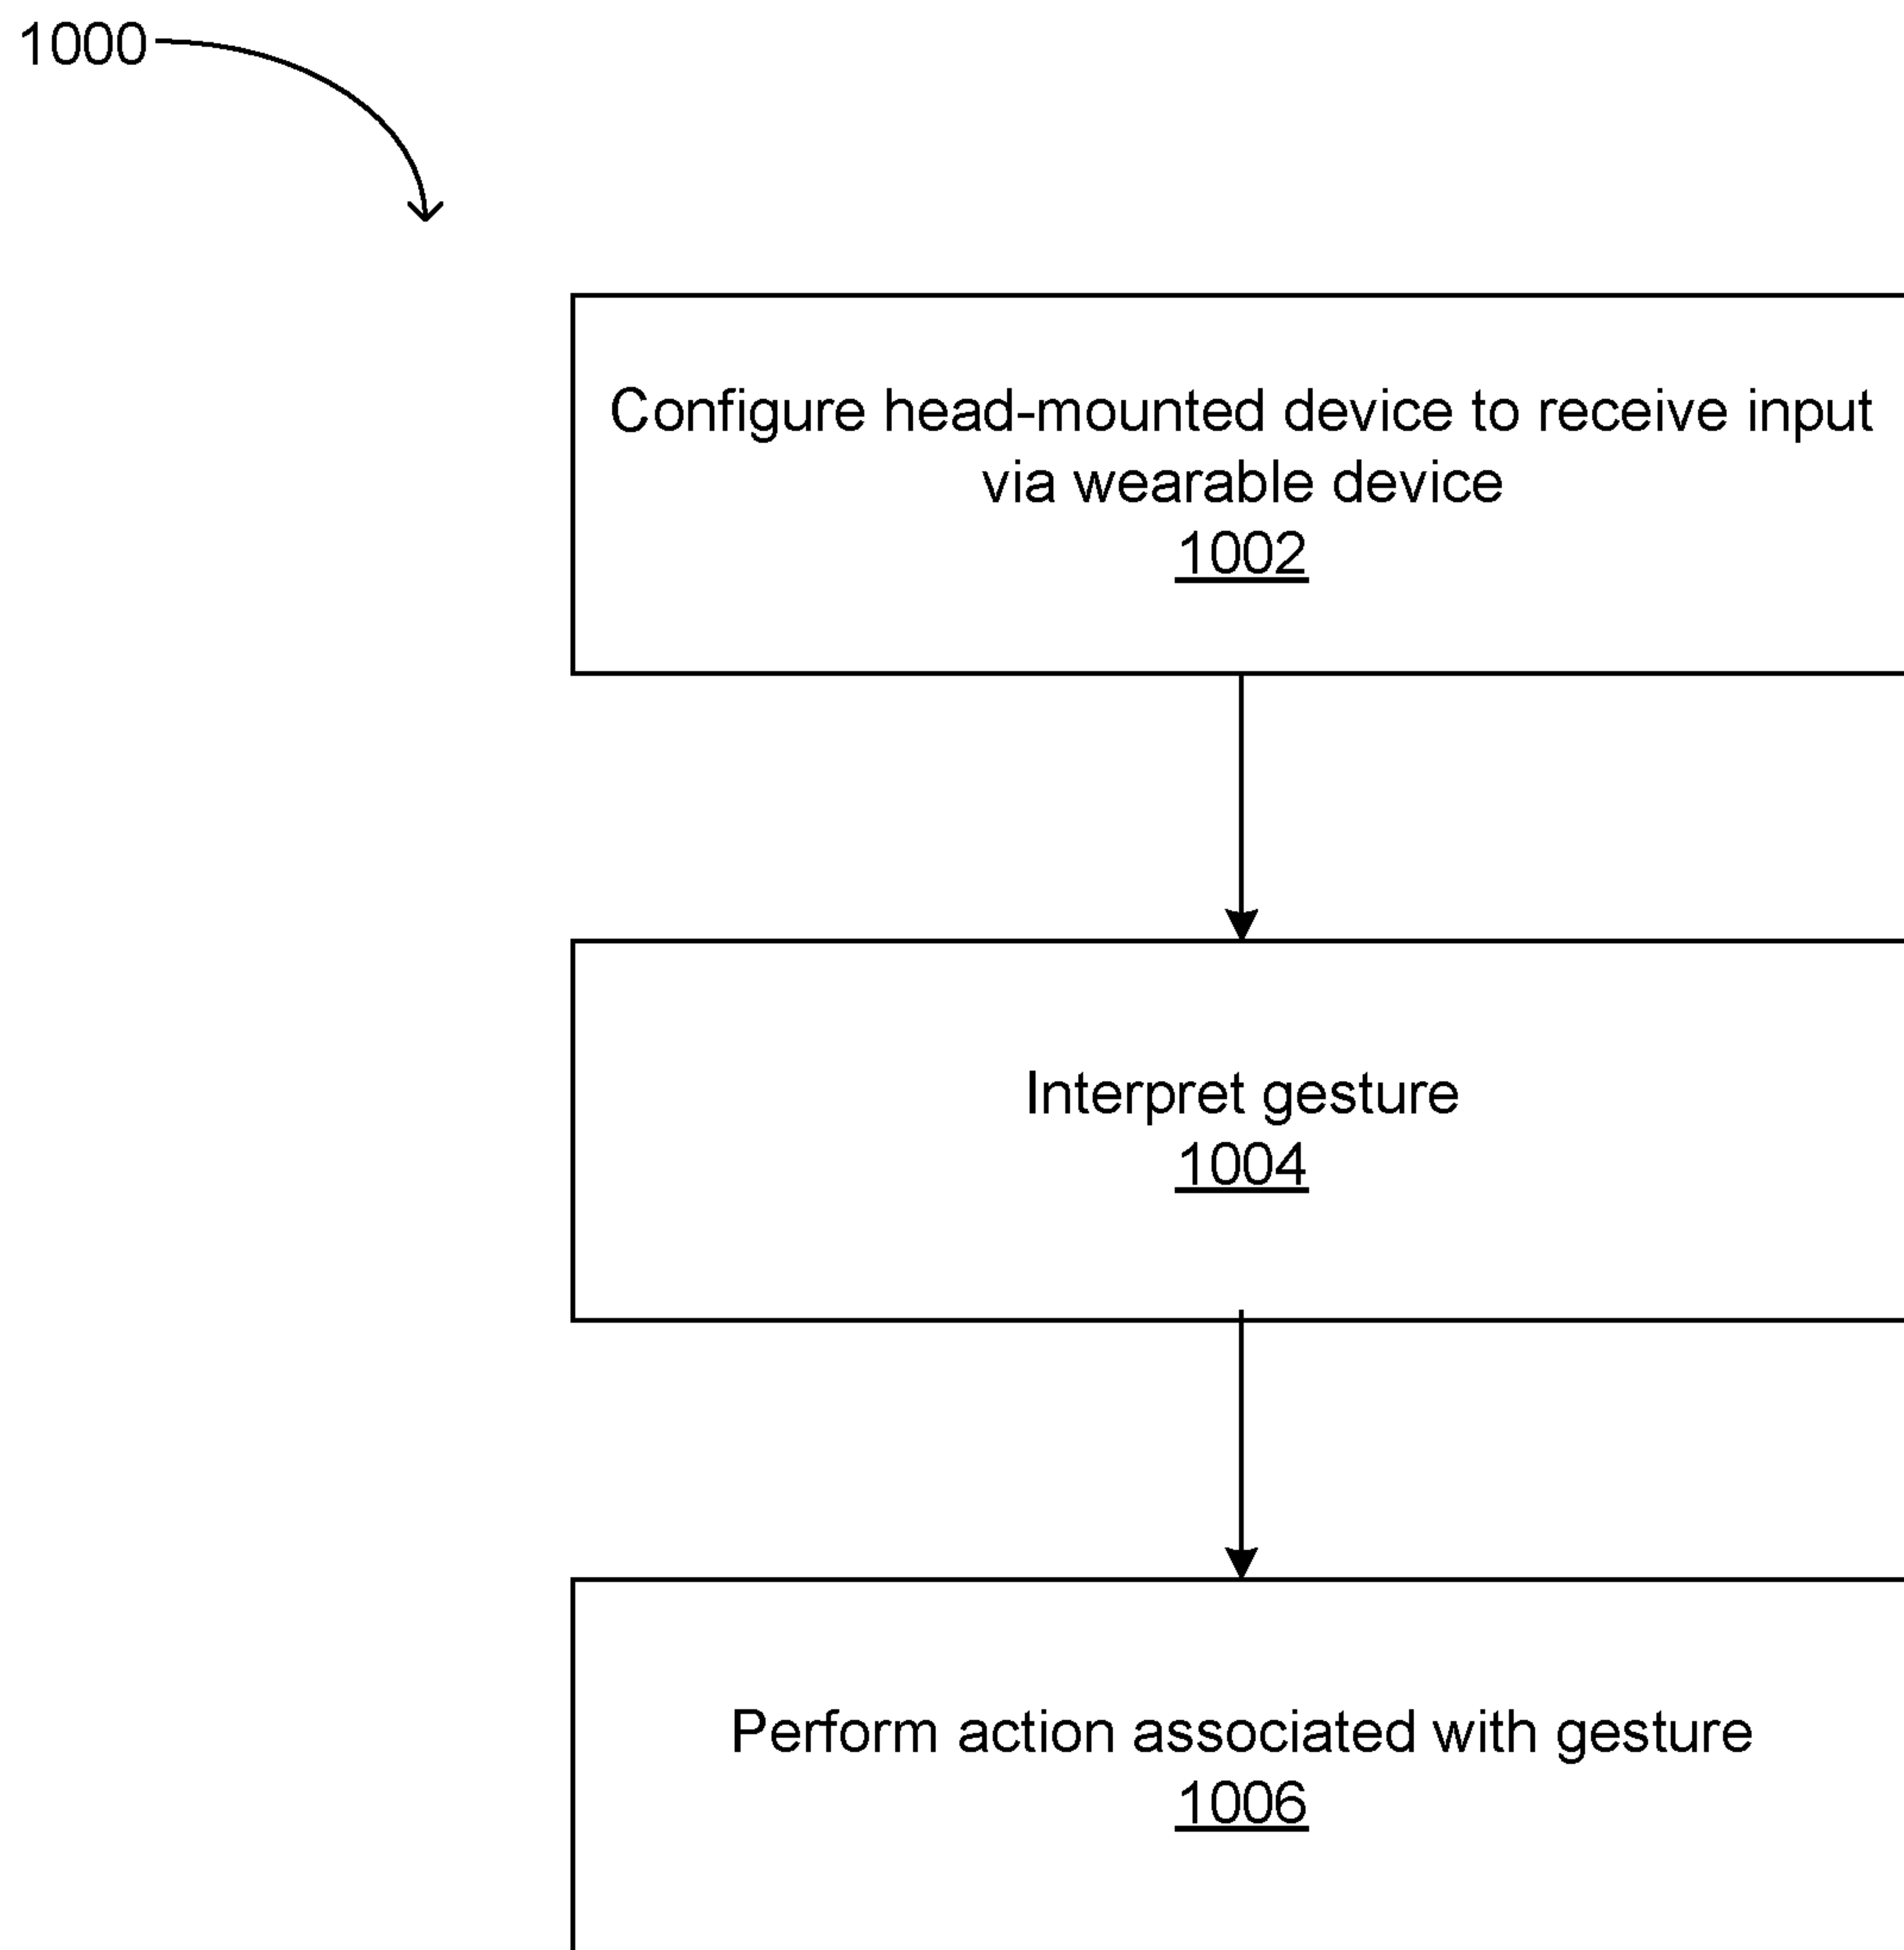 1000
Configure head-mounted device to receive input
via wearable device
1002
Interpret gesture
1004
Perform action associated with gesture
1006